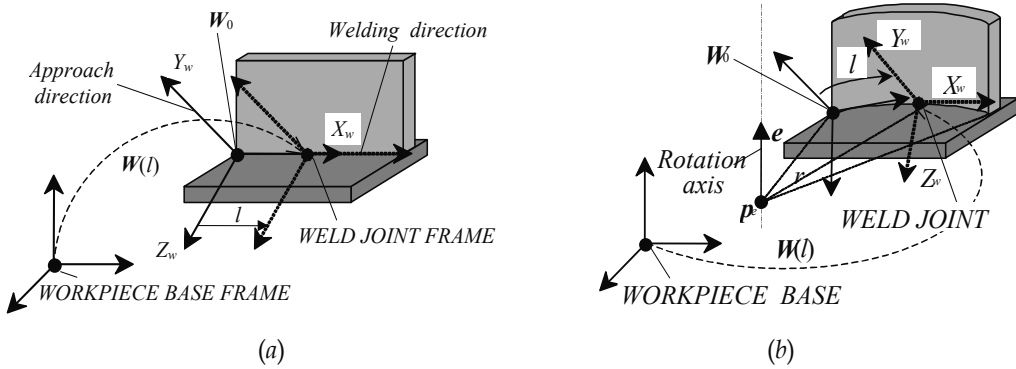 W0
Welding direction
Yw
Approach
direction
Xw
W(l)
l
WELD JOINT FRAME
Zw
WORKPIECE BASE FRAME
(a)
W0
Yw
l
Xw
e
Rotation
axis
r
Zw
pe
WELD JOINT
W(l)
WORKPIECE BASE
(b)